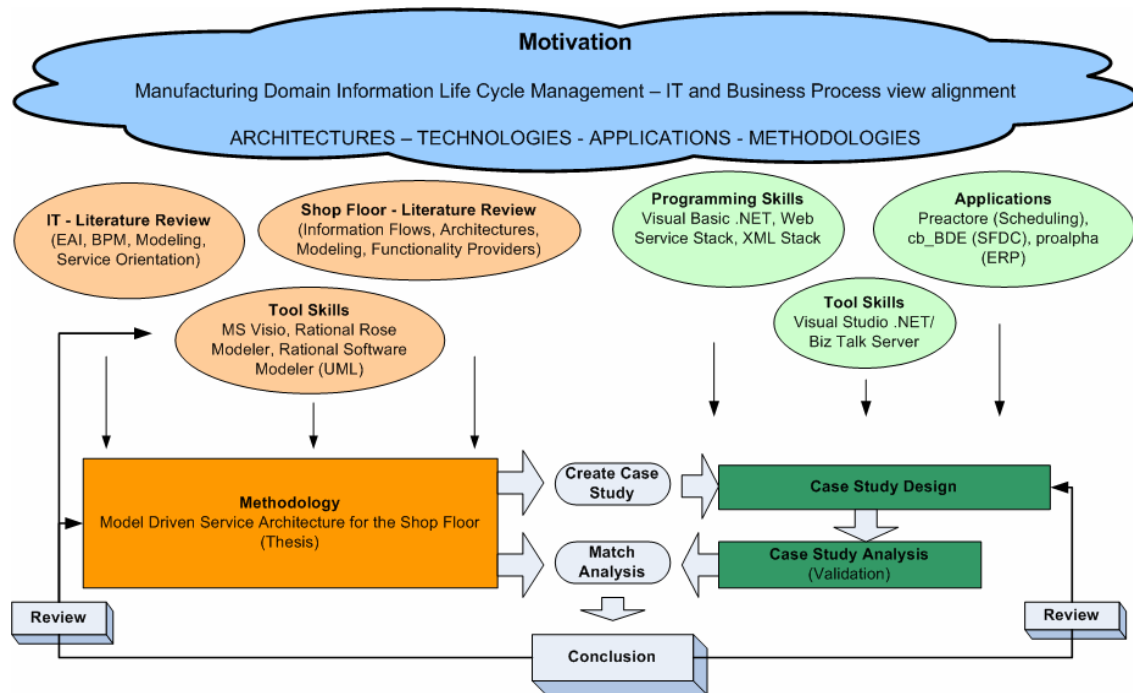 Motivation
Manufacturing Domain Information Life Cycle Management – IT and Business Process view alignment
ARCHITECTURES – TECHNOLOGIES - APPLICATIONS - METHODOLOGIES
IT - Literature Review
(EAI, BPM, Modeling,
Service Orientation)
Shop Floor - Literature Review
(Information Flows, Architectures,
Modeling, Functionality Providers)
Programming Skills
Visual Basic .NET, Web
Service Stack, XML Stack
Applications
Preactore (Scheduling),
cb_BDE (SFDC), proalpha
(ERP)
Tool Skills
MS Visio, Rational Rose
Modeler, Rational Software
Modeler (UML)
Tool Skills
Visual Studio .NET/
Biz Talk Server
Methodology
Model Driven Service Architecture for the Shop Floor
(Thesis)
Create Case
Study
Case Study Design
Match
Analysis
Case Study Analysis
(Validation)
Review
Conclusion
Review